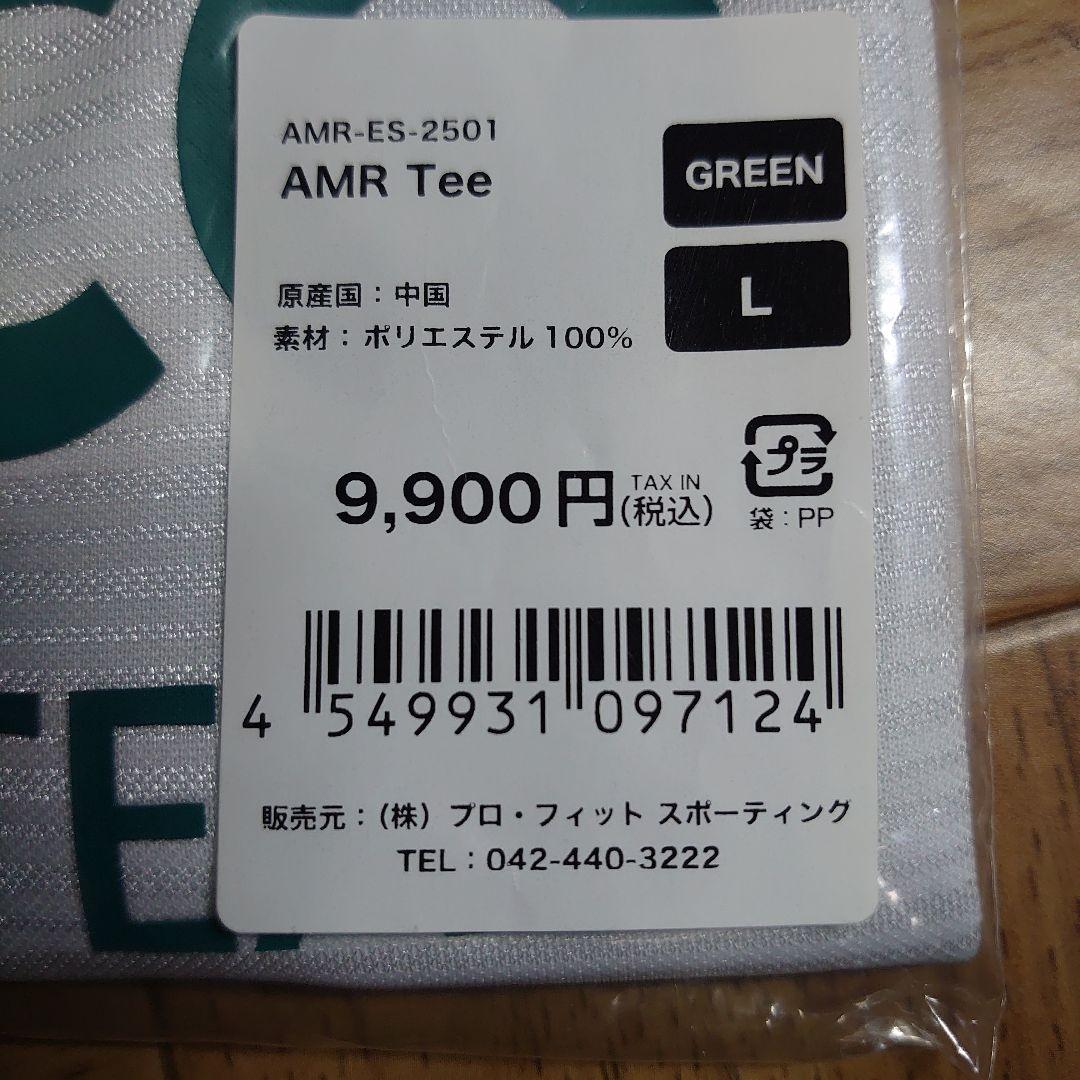 AMR-ES-2501
AMR Tee
GREEN
L
原産国：中国
素材：ポリエステル 100%
9,900円 TAX IN
(税込)
プラ
袋：PP
4 549931 097124
販売元：（株）プロ・フィット スポーティング
TEL：042-440-3222